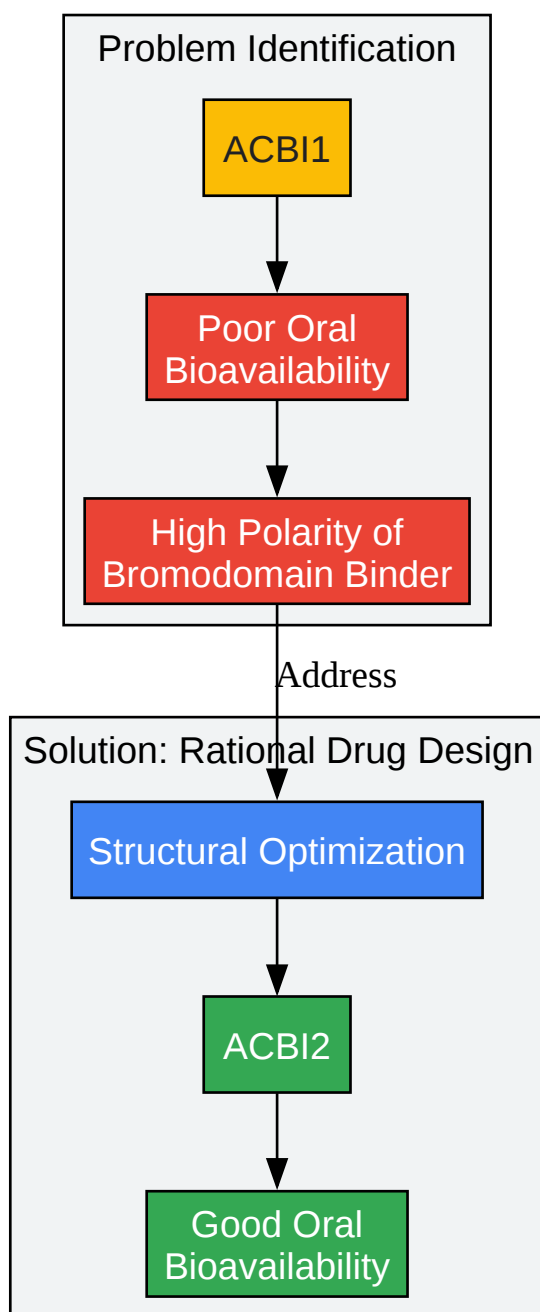 Problem Identification
ACBI1
Poor Oral
Bioavailability
High Polarity of
Bromodomain Binder
Address
Solution: Rational Drug Design
Structural Optimization
ACBI2
Good Oral
Bioavailability